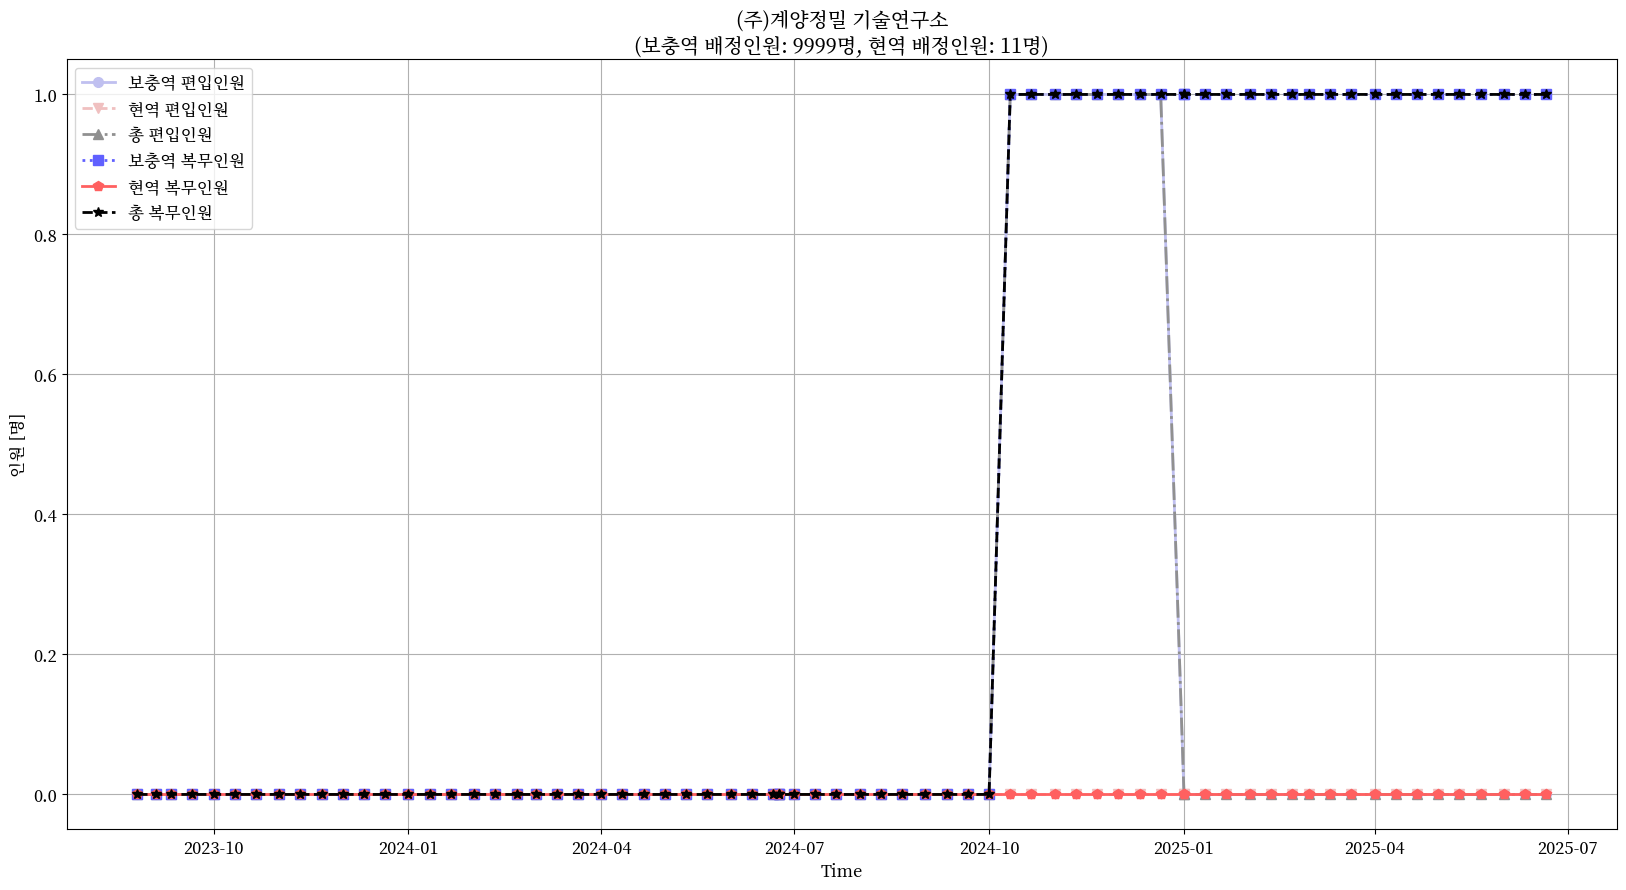 (주)계양정밀 기술연구소
(보충역 배정인원: 9999명, 현역 배정인원: 11명)
보충역 편입인원
현역 편입인원
총 편입인원
보충역 복무인원
현역 복무인원
총 복무인원
1.0
0.8
0.6
0.4
0.2
0.0
인원 [명]
2023-10
2024-01
2024-04
2024-07
2024-10
2025-01
2025-04
2025-07
Time